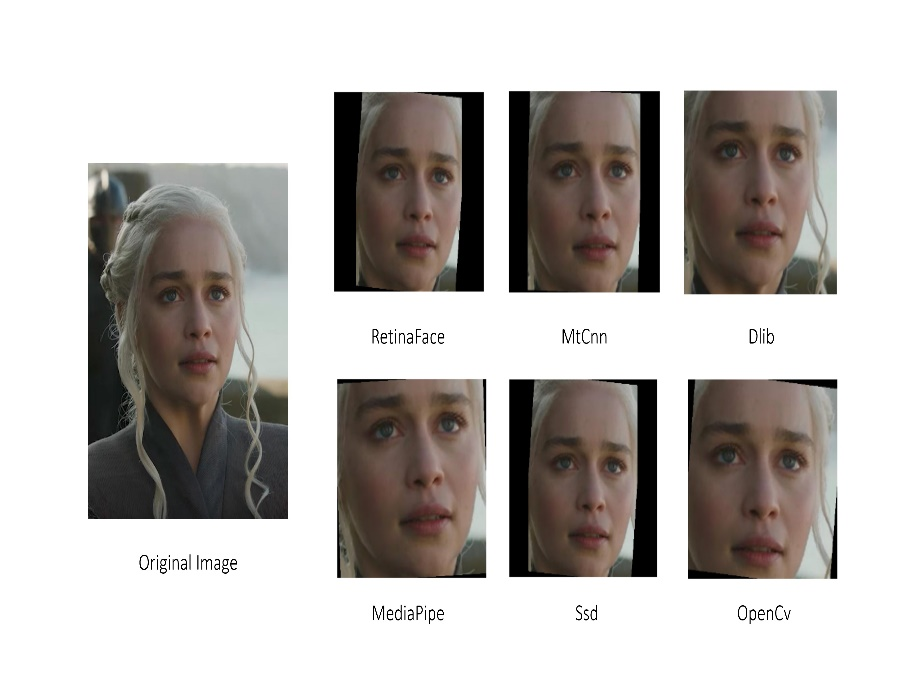 RetinaFace
MtCnn
Dlib
Original Image
MediaPipe
Ssd
OpenCv